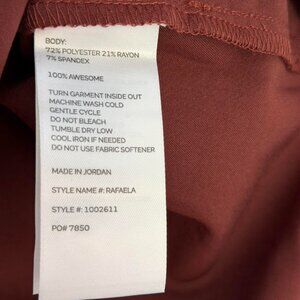 BODY:
72% POLYESTER 21% RAYON
7% SPANDEX
100% AWESOME
TURN GARMENT INSIDE OUT
MACHINE WASH COLD
GENTLE CYCLE
DO NOT BLEACH
TUMBLE DRY LOW
COOL IRON IF NEEDED
DO NOT USE FABRIC SOFTENER
MADE IN JORDAN
STYLE NAME #: RAFAELA
STYLE #: 1002611
PO# 7850